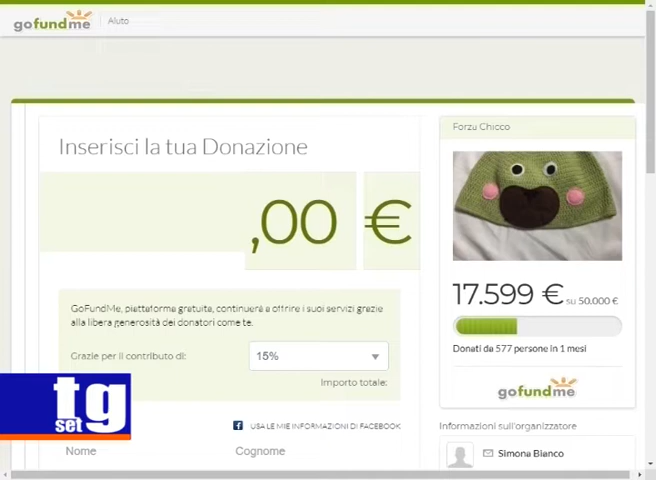 gofundme
Aiuto
Inserisci la tua Donazione
,00 €
GoFundMe, piattaforma gratuita, continuerà a offrire i suoi servizi grazie
alla libera generosità dei donatori come te.
Grazie per il contributo di:
15%
Importo totale:
USA LE MIE INFORMAZIONI DI FACEBOOK
Nome
Cognome
tg
set
Forzu Chicco
17.599 € su 50.000 €
Donati da 577 persone in 1 mesi
gofundme
Informazioni sull'organizzatore
Simona Bianco